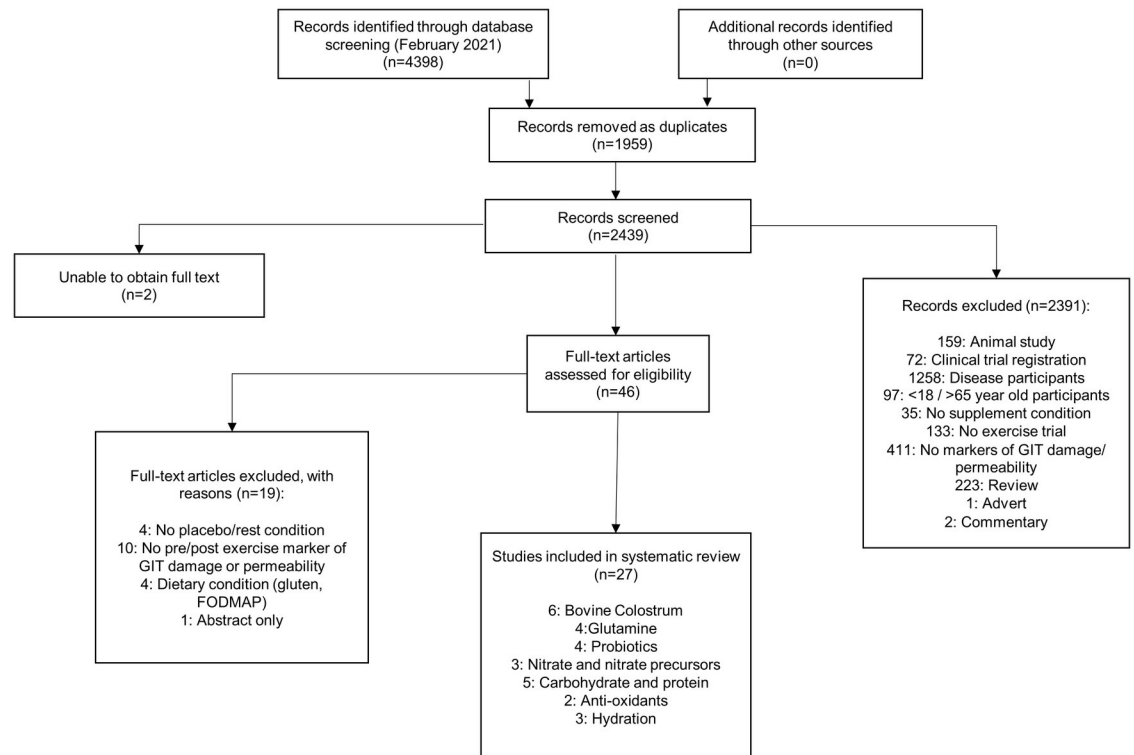 Records identified through database
screening (February 2021)
(n=4398)
Additional records identified
through other sources
(n=0)
Records removed as duplicates
(n=1959)
Records screened
(n=2439)
Unable to obtain full text
(n=2)
Records excluded (n=2391):
159: Animal study
72: Clinical trial registration
1258: Disease participants
97: <18 / >65 year old participants
35: No supplement condition
133: No exercise trial
411: No markers of GIT damage/
permeability
223: Review
1: Advert
2: Commentary
Full-text articles
assessed for eligibility
(n=46)
Full-text articles excluded, with
reasons (n=19):
4: No placebo/rest condition
10: No pre/post exercise marker of
GIT damage or permeability
4: Dietary condition (gluten,
FODMAP)
1: Abstract only
Studies included in systematic review
(n=27)
6: Bovine Colostrum
4:Glutamine
4: Probiotics
3: Nitrate and nitrate precursors
5: Carbohydrate and protein
2: Anti-oxidants
3: Hydration